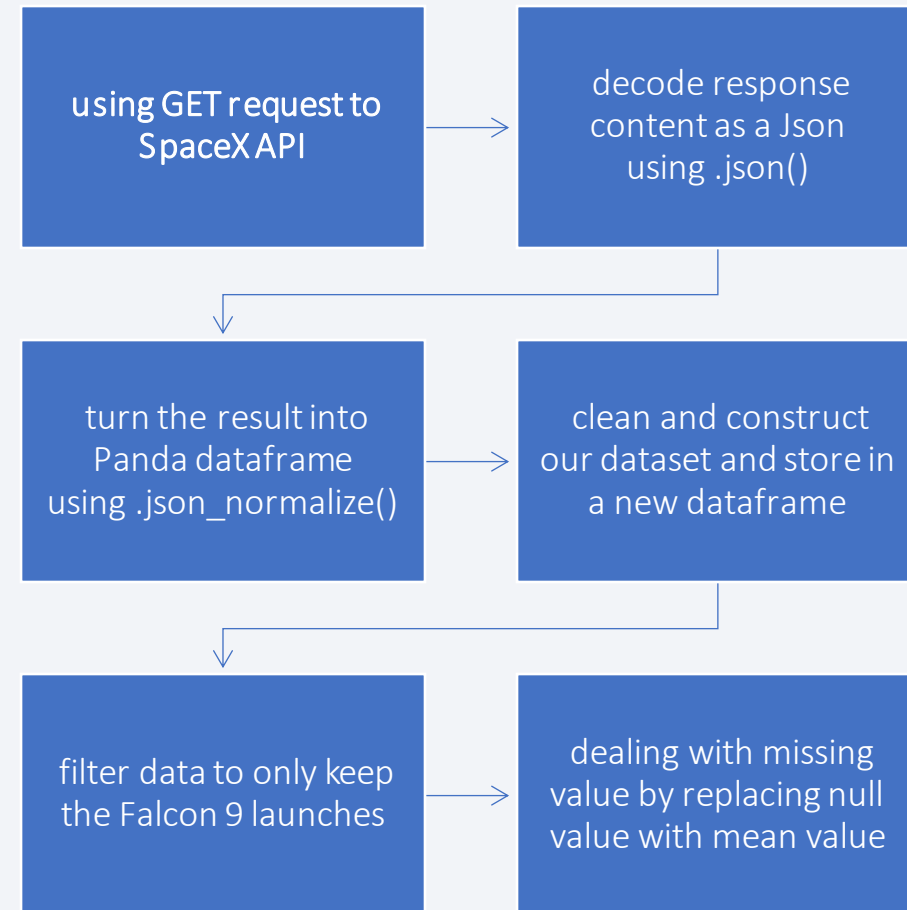 using GET request to
SpaceX API
decode response
content as a Json
using .json()
turn the result into
Panda dataframe
using .json_normalize()
clean and construct
our dataset and store in
a new dataframe
filter data to only keep
the Falcon 9 launches
dealing with missing
value by replacing null
value with mean value